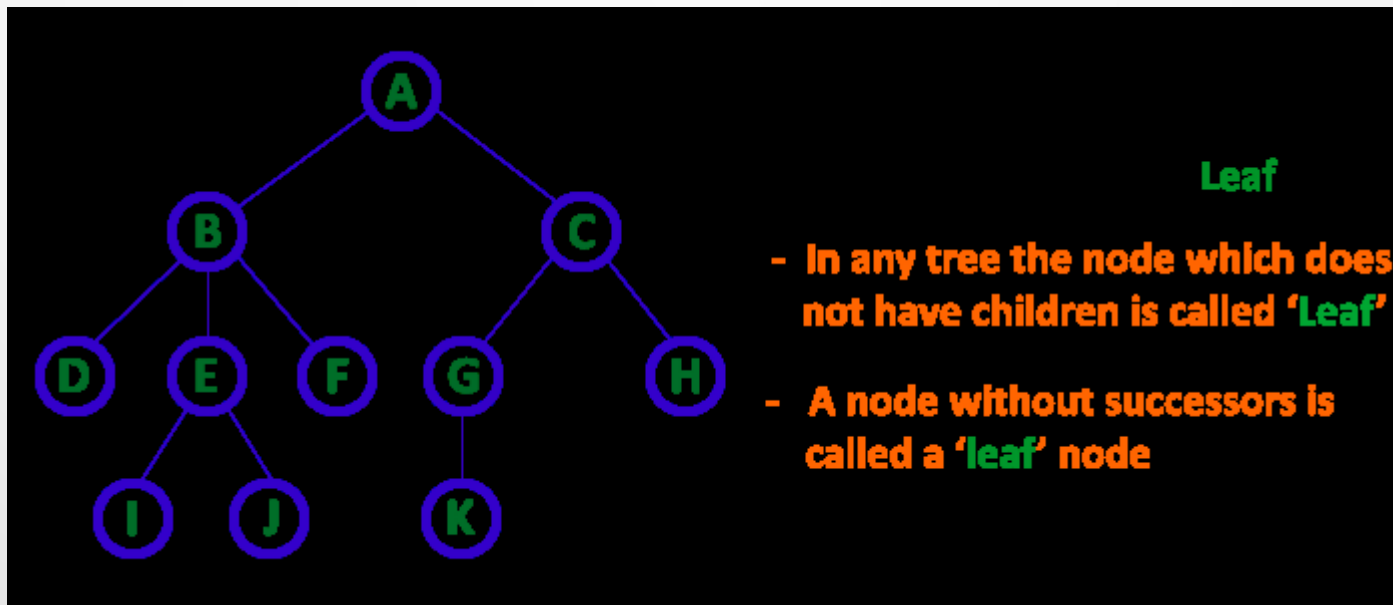 A
B
C
D
E
F
G
H
I
J
K
Leaf
- In any tree the node which does
not have children is called ‘Leaf’
- A node without successors is
called a ‘leaf’ node